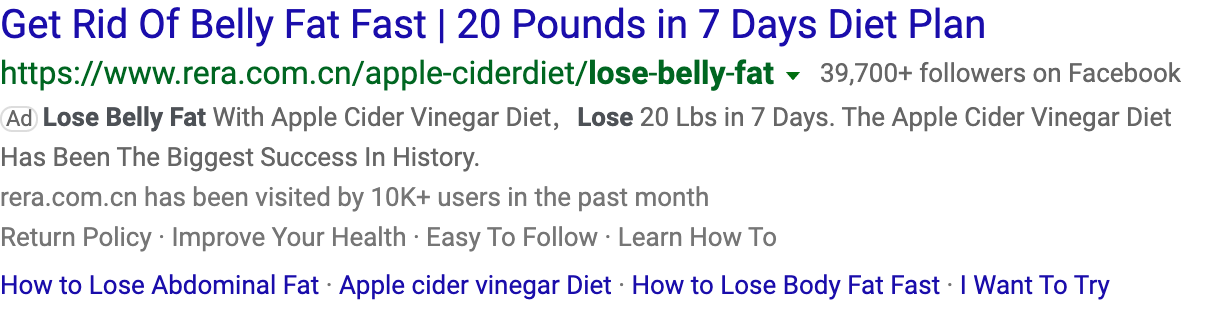 Get Rid Of Belly Fat Fast | 20 Pounds in 7 Days Diet Plan
https://www.rera.com.cn/apple-ciderdiet/lose-belly-fat 39,700+ followers on Facebook
Ad Lose Belly Fat With Apple Cider Vinegar Diet, Lose 20 Lbs in 7 Days. The Apple Cider Vinegar Diet
Has Been The Biggest Success In History.
rera.com.cn has been visited by 10K+ users in the past month
Return Policy · Improve Your Health · Easy To Follow · Learn How To
How to Lose Abdominal Fat · Apple cider vinegar Diet · How to Lose Body Fat Fast · I Want To Try